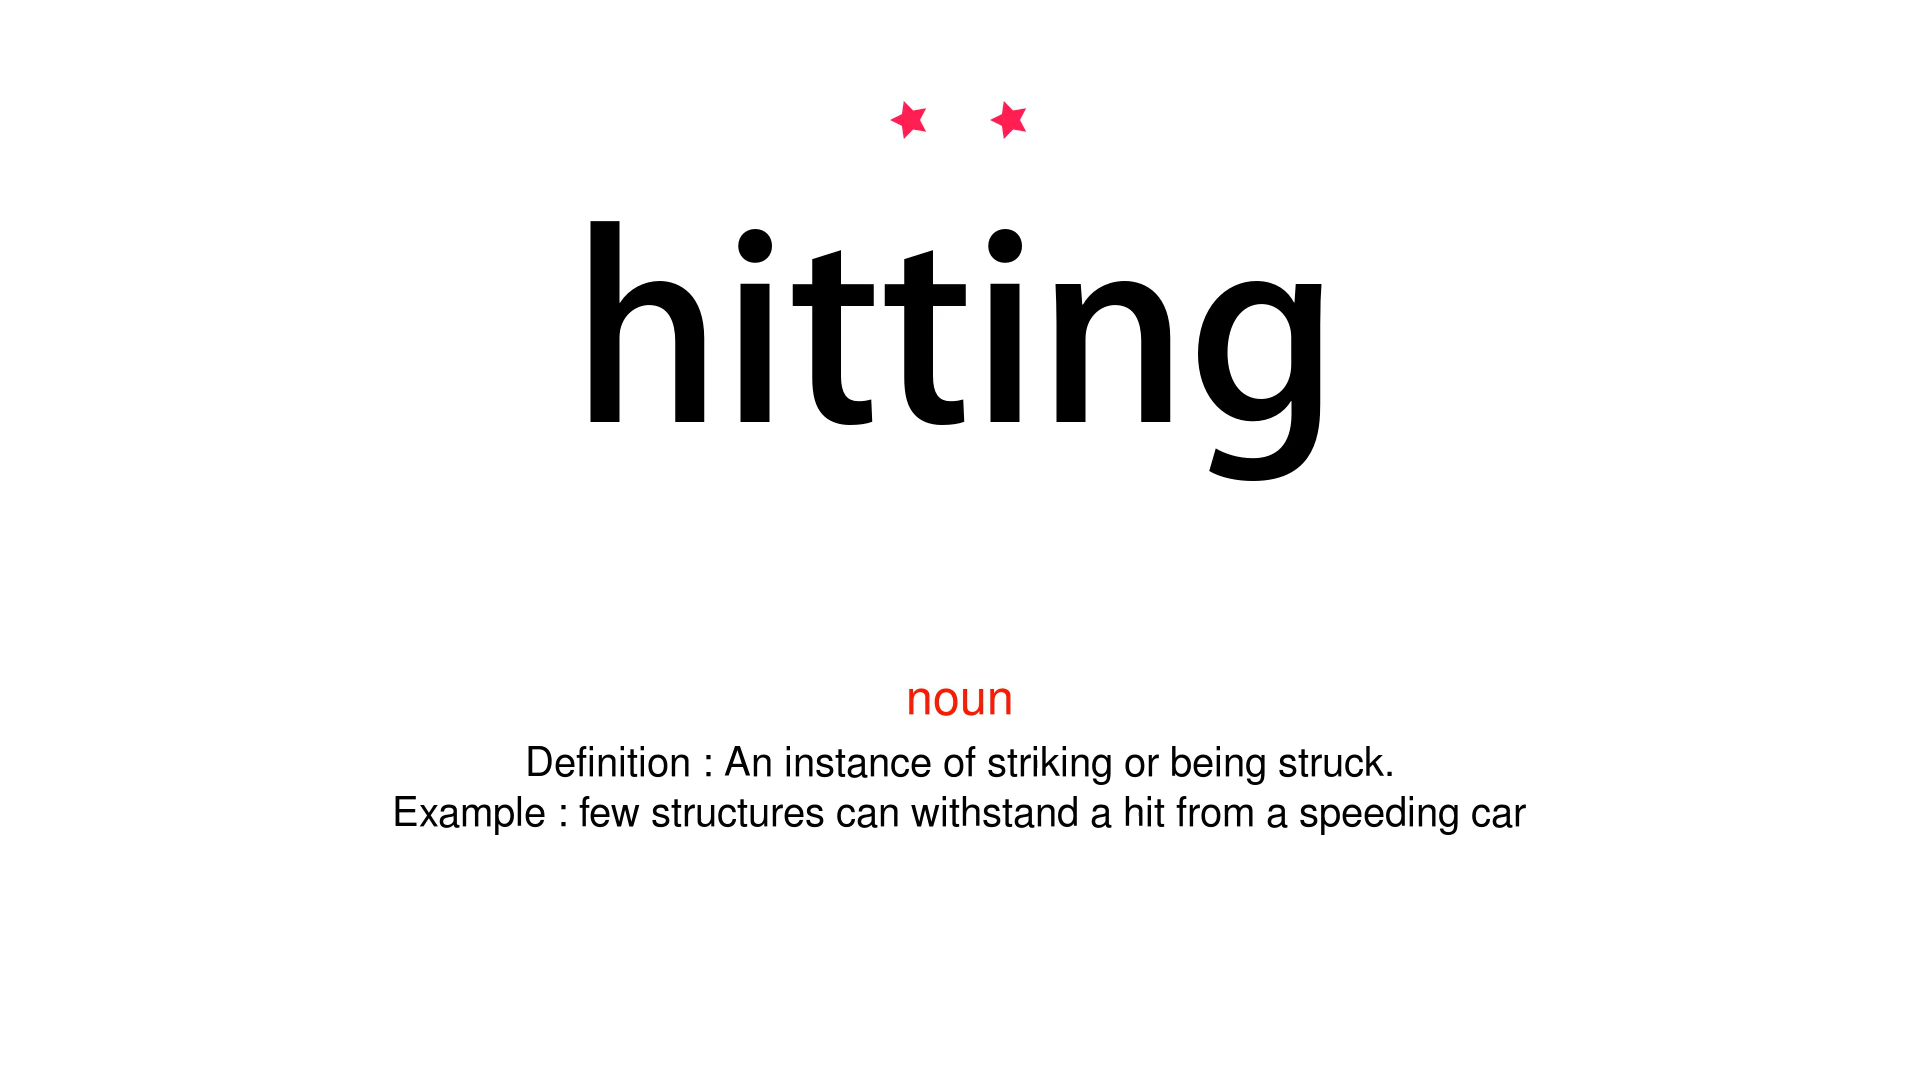 hitting
noun
Definition : An instance of striking or being struck.
Example : few structures can withstand a hit from a speeding car